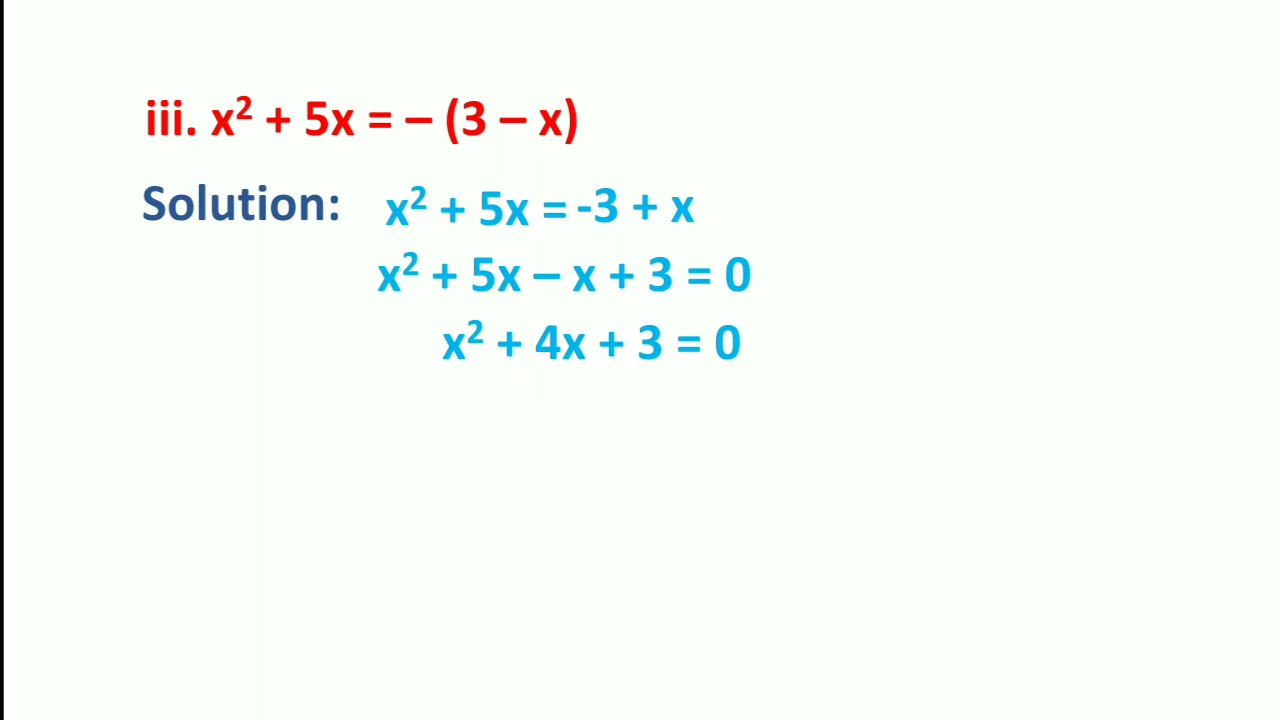 iii. x² + 5x = – (3 – x)
Solution: x² + 5x = -3 + x
x² + 5x – x + 3 = 0
x² + 4x + 3 = 0